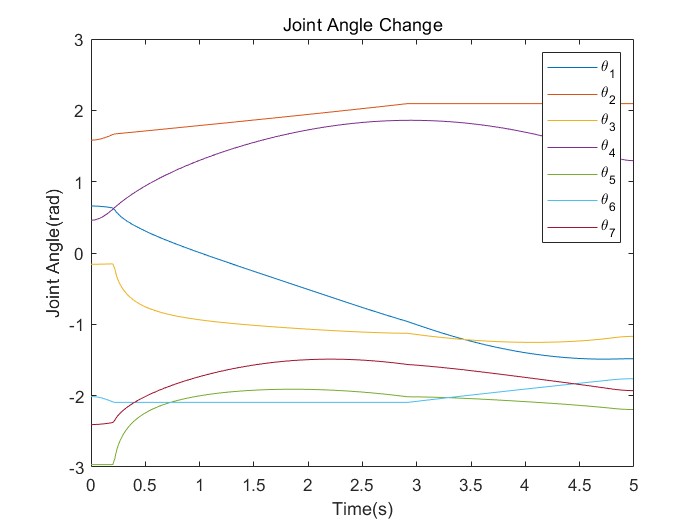 Joint Angle Change
3
2
1
0
-1
-2
-3
Joint Angle(rad)
0 0.5 1 1.5 2 2.5 3 3.5 4 4.5 5
Time(s)
θ1
θ2
θ3
θ4
θ5
θ6
θ7